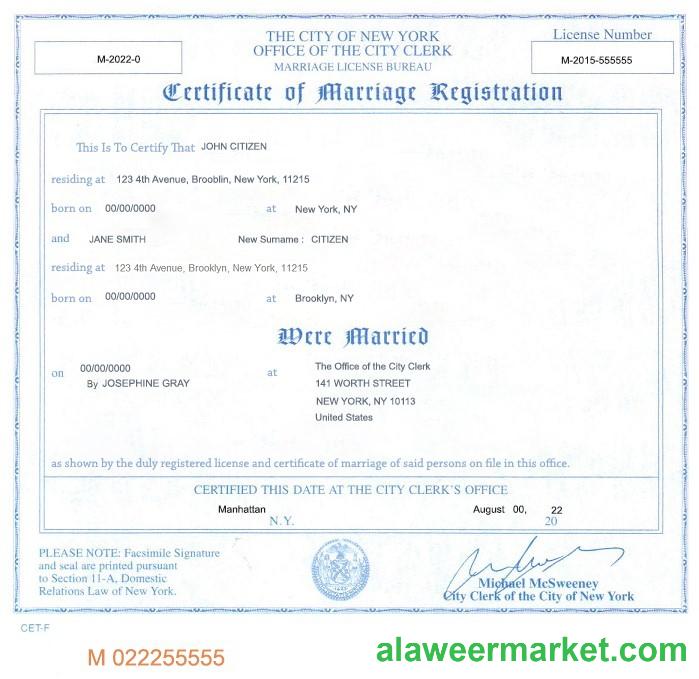 THE CITY OF NEW YORK
OFFICE OF THE CITY CLERK
MARRIAGE LICENSE BUREAU
License Number
M-2022-0
M-2015-555555
Certificate of Marriage Registration
This Is To Certify That JOHN CITIZEN
residing at 123 4th Avenue, Brooblin, New York, 11215
born on 00/00/0000 at New York, NY
and JANE SMITH New Surname : CITIZEN
residing at 123 4th Avenue, Brooklyn, New York, 11215
born on 00/00/0000 at Brooklyn, NY
Were Married
on 00/00/0000 at The Office of the City Clerk
By JOSEPHINE GRAY 141 WORTH STREET
NEW YORK, NY 10113
United States
as shown by the duly registered license and certificate of marriage of said persons on file in this office.
CERTIFIED THIS DATE AT THE CITY CLERK'S OFFICE
Manhattan August 00, 22
N.Y. 20
PLEASE NOTE: Facsimile Signature
and seal are printed pursuant
to Section 11-A, Domestic
Relations Law of New York.
Michael McSweeney
City Clerk of the City of New York
CET-F
M 022255555
alaweermarket.com